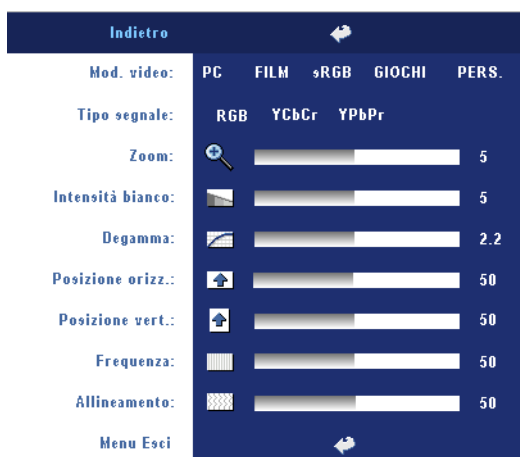 Indietro
Mod. video: PC FILM sRGB GIOCHI PERS.
Tipo segnale: RGB YCbCr YPbPr
Zoom: 5
Intensità bianco: 5
Degamma: 2.2
Posizione orizz.: 50
Posizione vert.: 50
Frequenza: 50
Allineamento: 50
Menu Esci